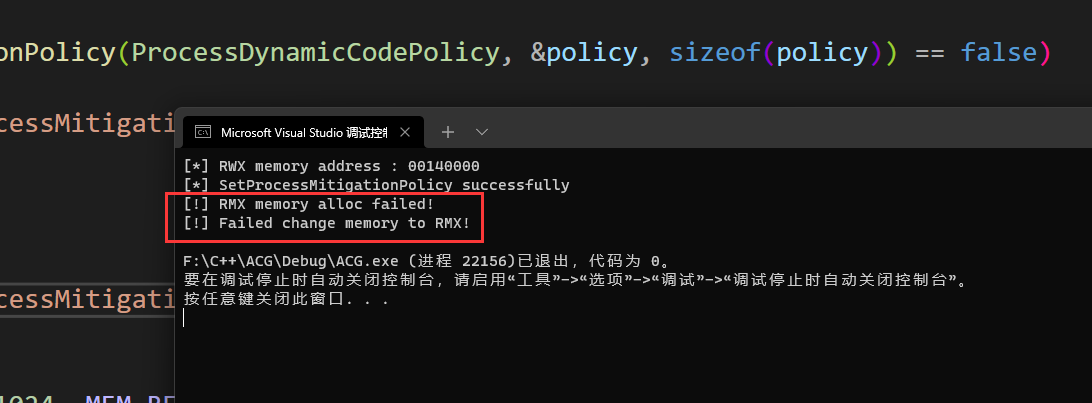 onPolicy(ProcessDynamicCodePolicy, &policy, sizeof(policy)) == false)
cessMitigati
Microsoft Visual Studio 调试控制
[*] RWX memory address : 00140000
[*] SetProcessMitigationPolicy successfully
[!] RMX memory alloc failed!
[!] Failed change memory to RMX!
F:\C++\ACG\Debug\ACG.exe (进程 22156)已退出，代码为 0。
要在调试停止时自动关闭控制台，请启用“工具”->“选项”->“调试”->“调试停止时自动关闭控制台”。
cessMitigati
按任意键关闭此窗口. . .
1024, MEM_RE